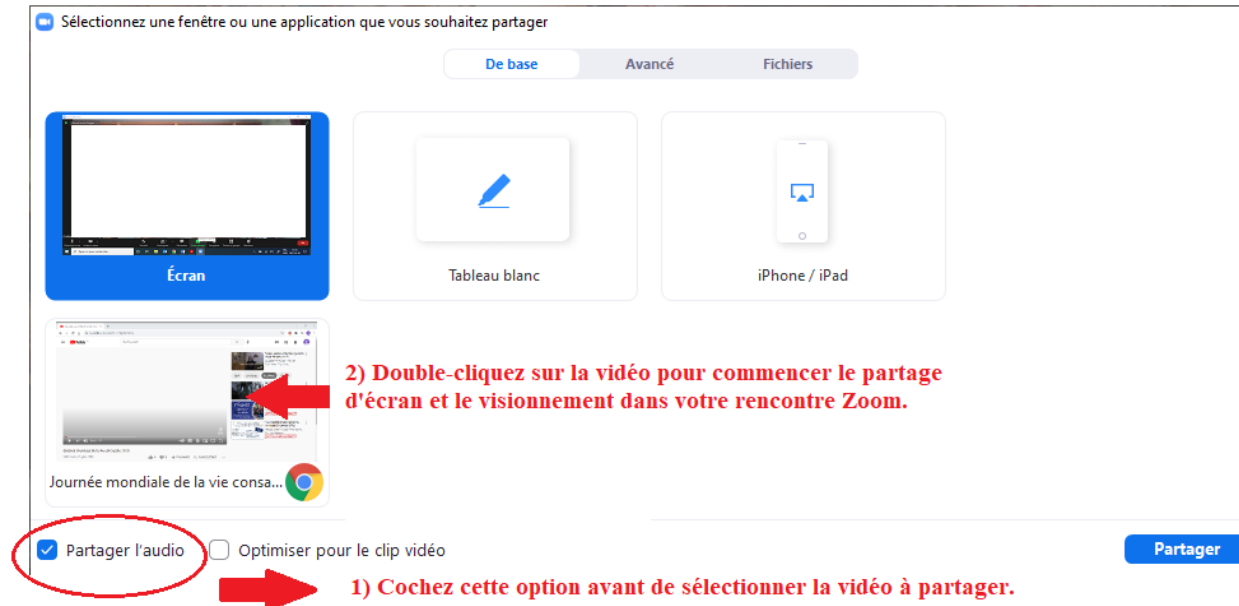 Sélectionnez une fenêtre ou une application que vous souhaitez partager
De base Avancé Fichiers
Écran Tableau blanc iPhone / iPad
2) Double-cliquez sur la vidéo pour commencer le partage
d'écran et le visionnement dans votre rencontre Zoom.
Journée mondiale de la vie consa...
Partager l'audio Optimiser pour le clip vidéo Partager
1) Cochez cette option avant de sélectionner la vidéo à partager.